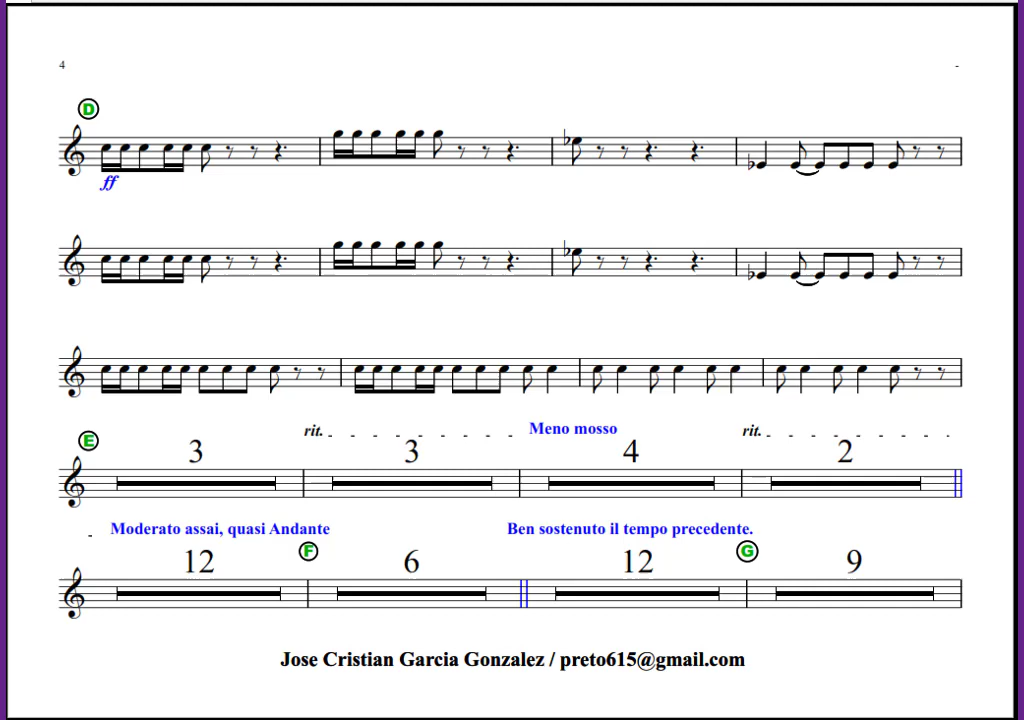 4 -
D
ff
E
rit. Meno mosso rit.
3 3 4 2
Moderato assai, quasi Andante Ben sostenuto il tempo precedente.
F G
12 6 12 9
Jose Cristian Garcia Gonzalez / preto615@gmail.com